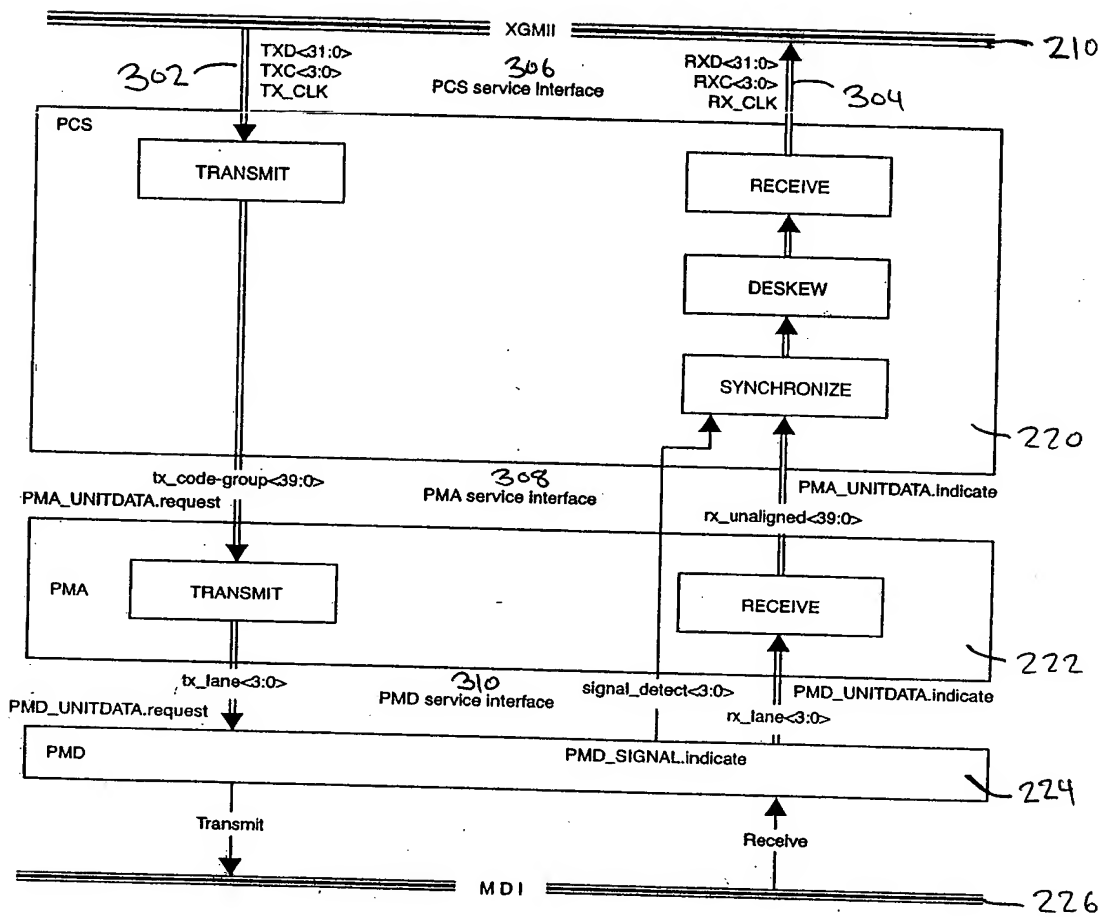 XGMII
210
302
TXD<31:0>
TXC<3:0>
TX_CLK
306
PCS service Interface
RXD<31:0>
RXC<3:0>
RX_CLK
304
PCS
TRANSMIT
RECEIVE
DESKEW
SYNCHRONIZE
220
tx_code-group<39:0>
308
PMA_UNITDATA.request
PMA service interface
PMA_UNITDATA.indicate
rx_unaligned<39:0>
PMA
TRANSMIT
RECEIVE
222
tx_lane<3:0>
310
PMD service interface
signal_detect<3:0>
PMD_UNITDATA.indicate
PMD_UNITDATA.request
rx_lane<3:0>
PMD
PMD_SIGNAL.indicate
224
Transmit
Receive
MDI
226